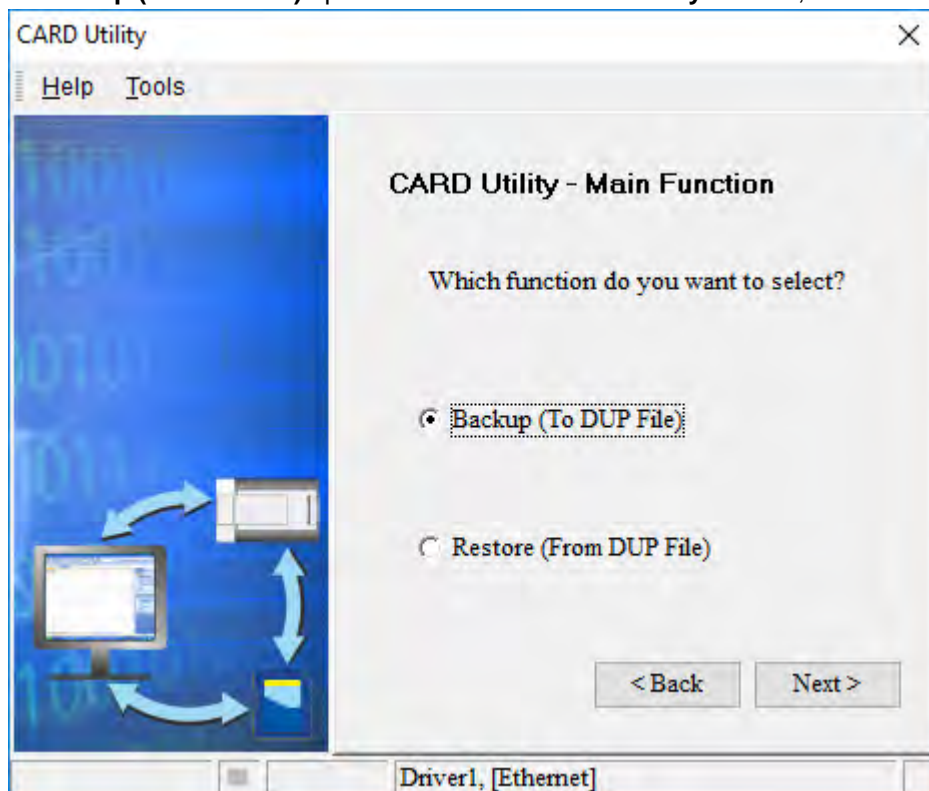 CARD Utility
Help Tools
CARD Utility - Main Function
Which function do you want to select?
Backup (To DUP File)
Restore (From DUP File)
< Back Next >
Driver1, [Ethernet]